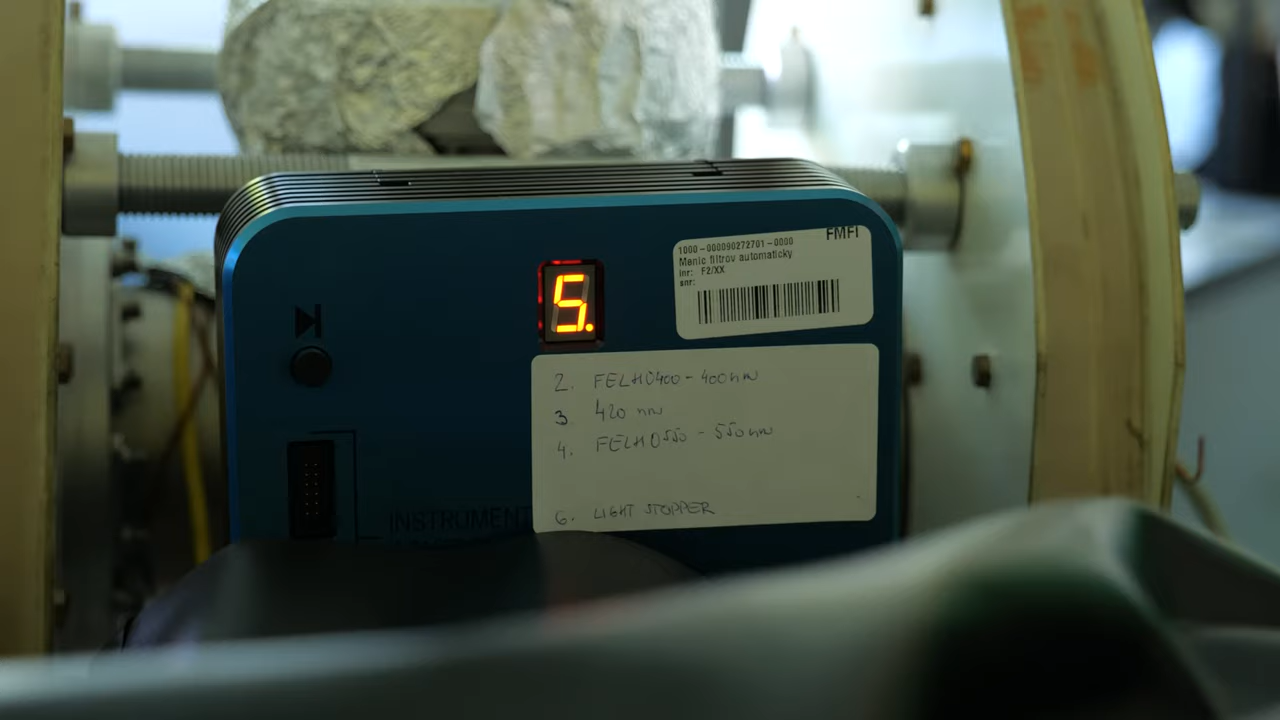 FMFI
1000-000090272701-0000
Menic filtrov automaticky
inr: F2/XX
snr:
5.
2. FELH0400 - 400nm
3 420 nm
4. FELH0550 - 550nm
6. LIGHT STOPPER
INSTROMENT